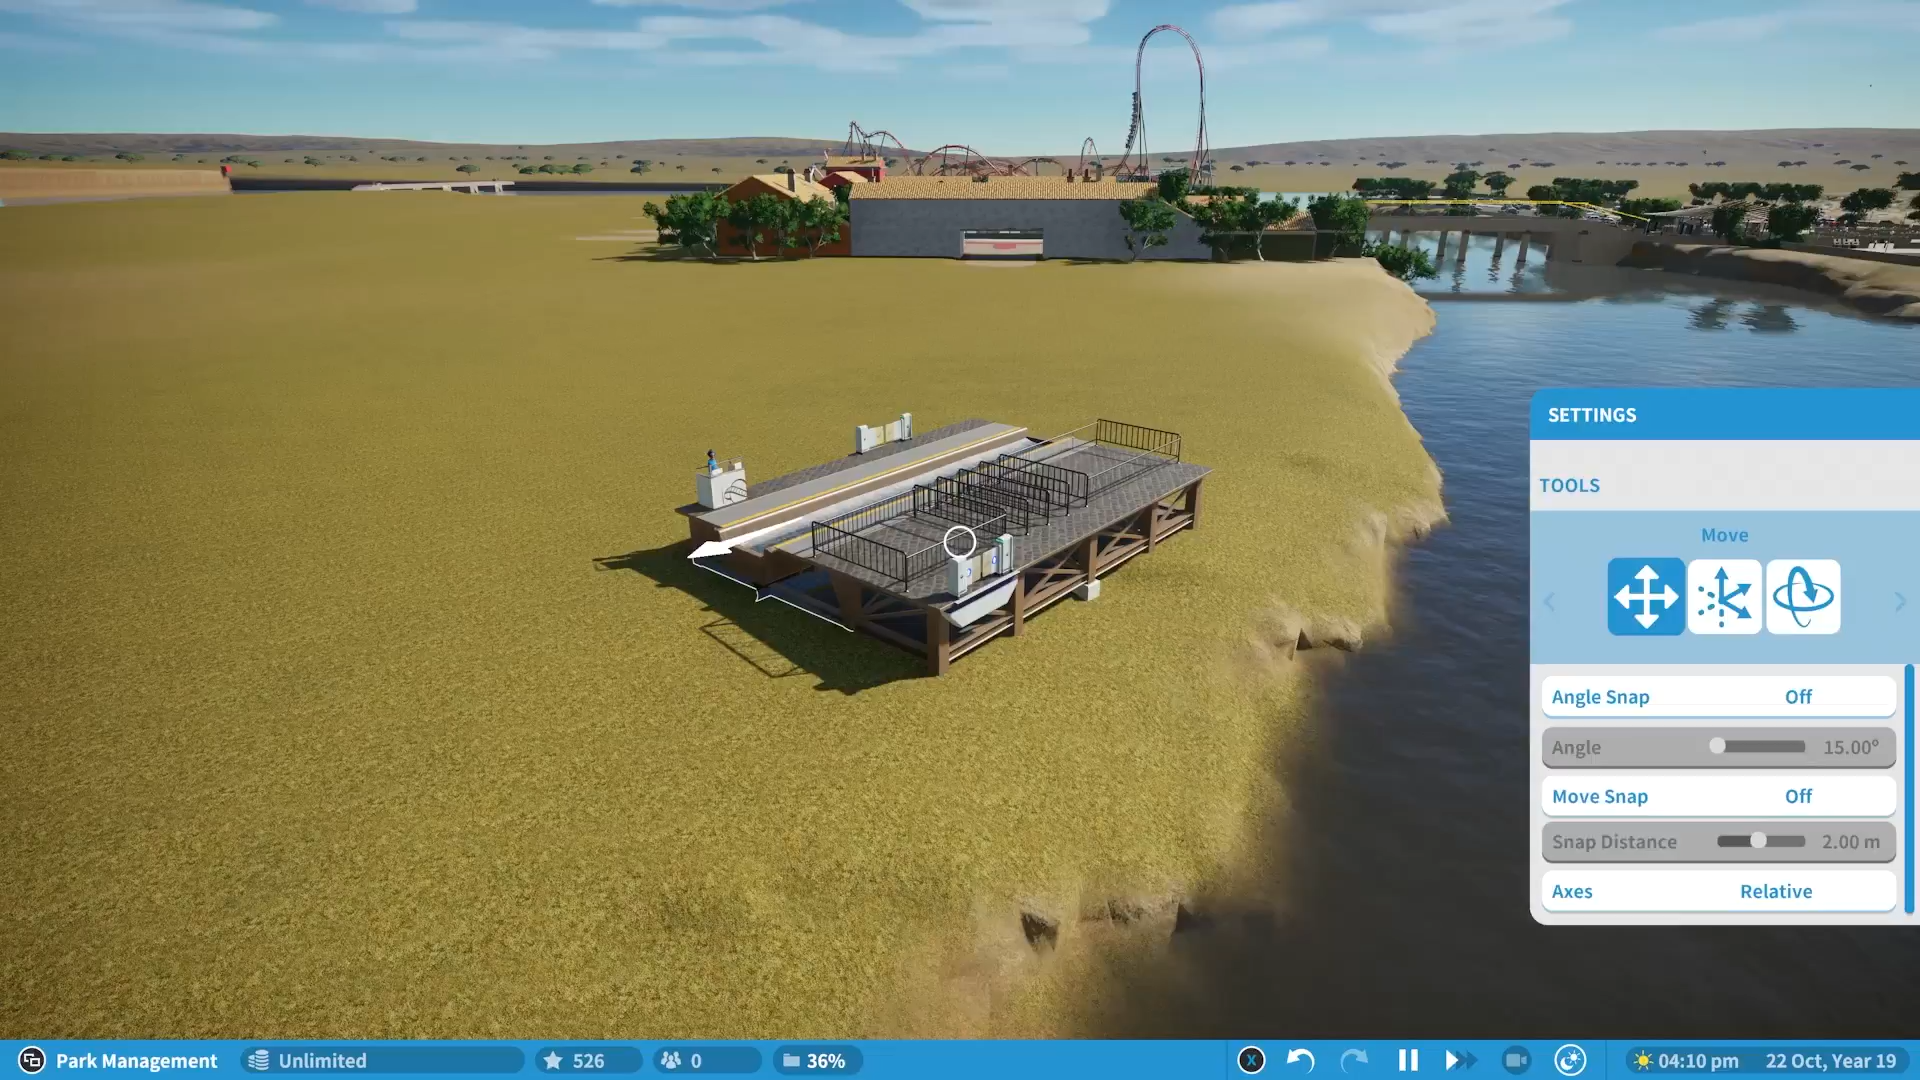 SETTINGS
TOOLS
Move
Angle Snap Off
Angle 15.00°
Move Snap Off
Snap Distance 2.00 m
Axes Relative
Park Management Unlimited 526 0 36% X 04:10 pm 22 Oct, Year 19